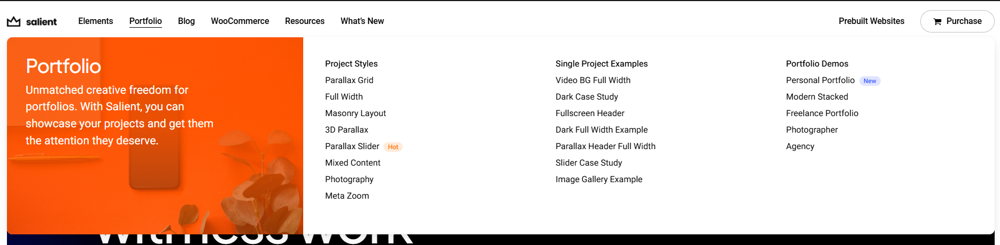 salient
Elements
Portfolio
Blog
WooCommerce
Resources
What's New
Prebuilt Websites
Purchase
Portfolio
Unmatched creative freedom for
portfolios. With Salient, you can
showcase your projects and get them
the attention they deserve.
Project Styles
Parallax Grid
Full Width
Masonry Layout
3D Parallax
Parallax Slider Hot
Mixed Content
Photography
Meta Zoom
Single Project Examples
Video BG Full Width
Dark Case Study
Fullscreen Header
Dark Full Width Example
Parallax Header Full Width
Slider Case Study
Image Gallery Example
Portfolio Demos
Personal Portfolio New
Modern Stacked
Freelance Portfolio
Photographer
Agency
work